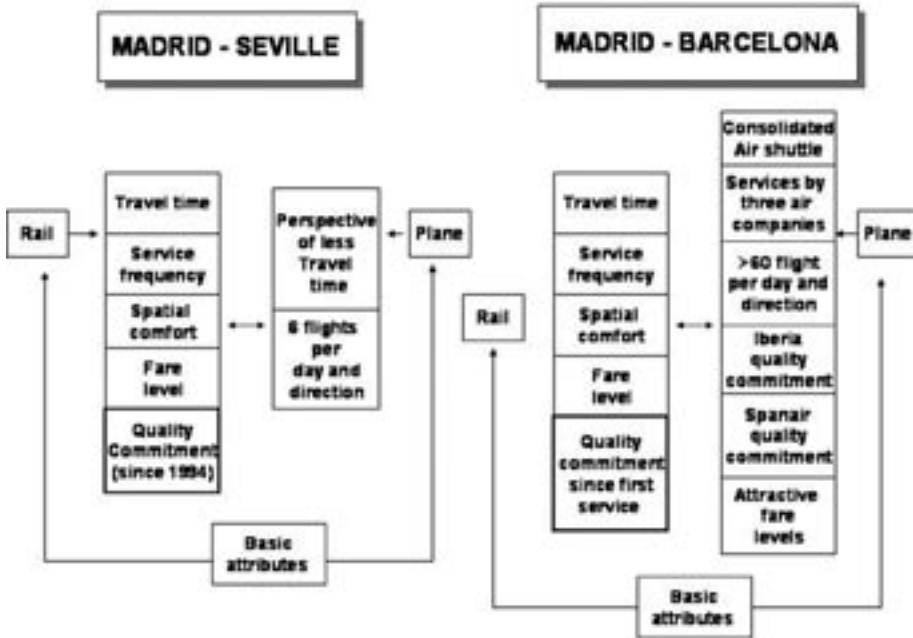 MADRID - SEVILLE
Rail
Travel time
Service
frequency
Spatial
comfort
Fare
level
Quality
Commitment
(since 1994)
Perspective
of less
Travel
time
6 flights
per
day and
direction
Plane
Basic
attributes
MADRID - BARCELONA
Rail
Travel time
Service
frequency
Spatial
comfort
Fare
level
Quality
commitment
since first
service
Consolidated
Air shuttle
Services by
three air
companies
>60 flight
per day and
direction
Iberia
quality
commitment
Spanair
quality
commitment
Attractive
fare
levels
Plane
Basic
attributes